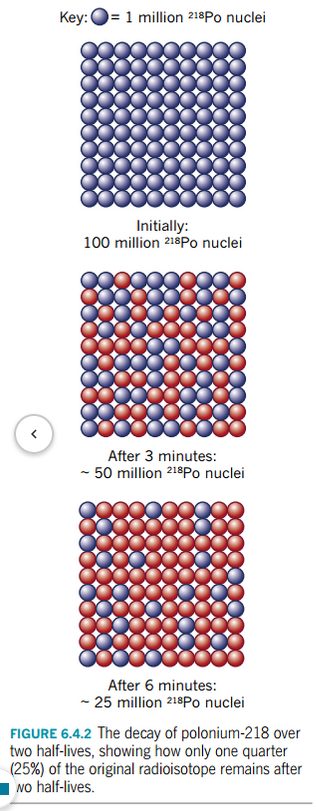 Key: = 1 million ²¹⁸Po nuclei
Initially:
100 million ²¹⁸Po nuclei
After 3 minutes:
~ 50 million ²¹⁸Po nuclei
After 6 minutes:
~ 25 million ²¹⁸Po nuclei
FIGURE 6.4.2 The decay of polonium-218 over
two half-lives, showing how only one quarter
(25%) of the original radioisotope remains after
wo half-lives.